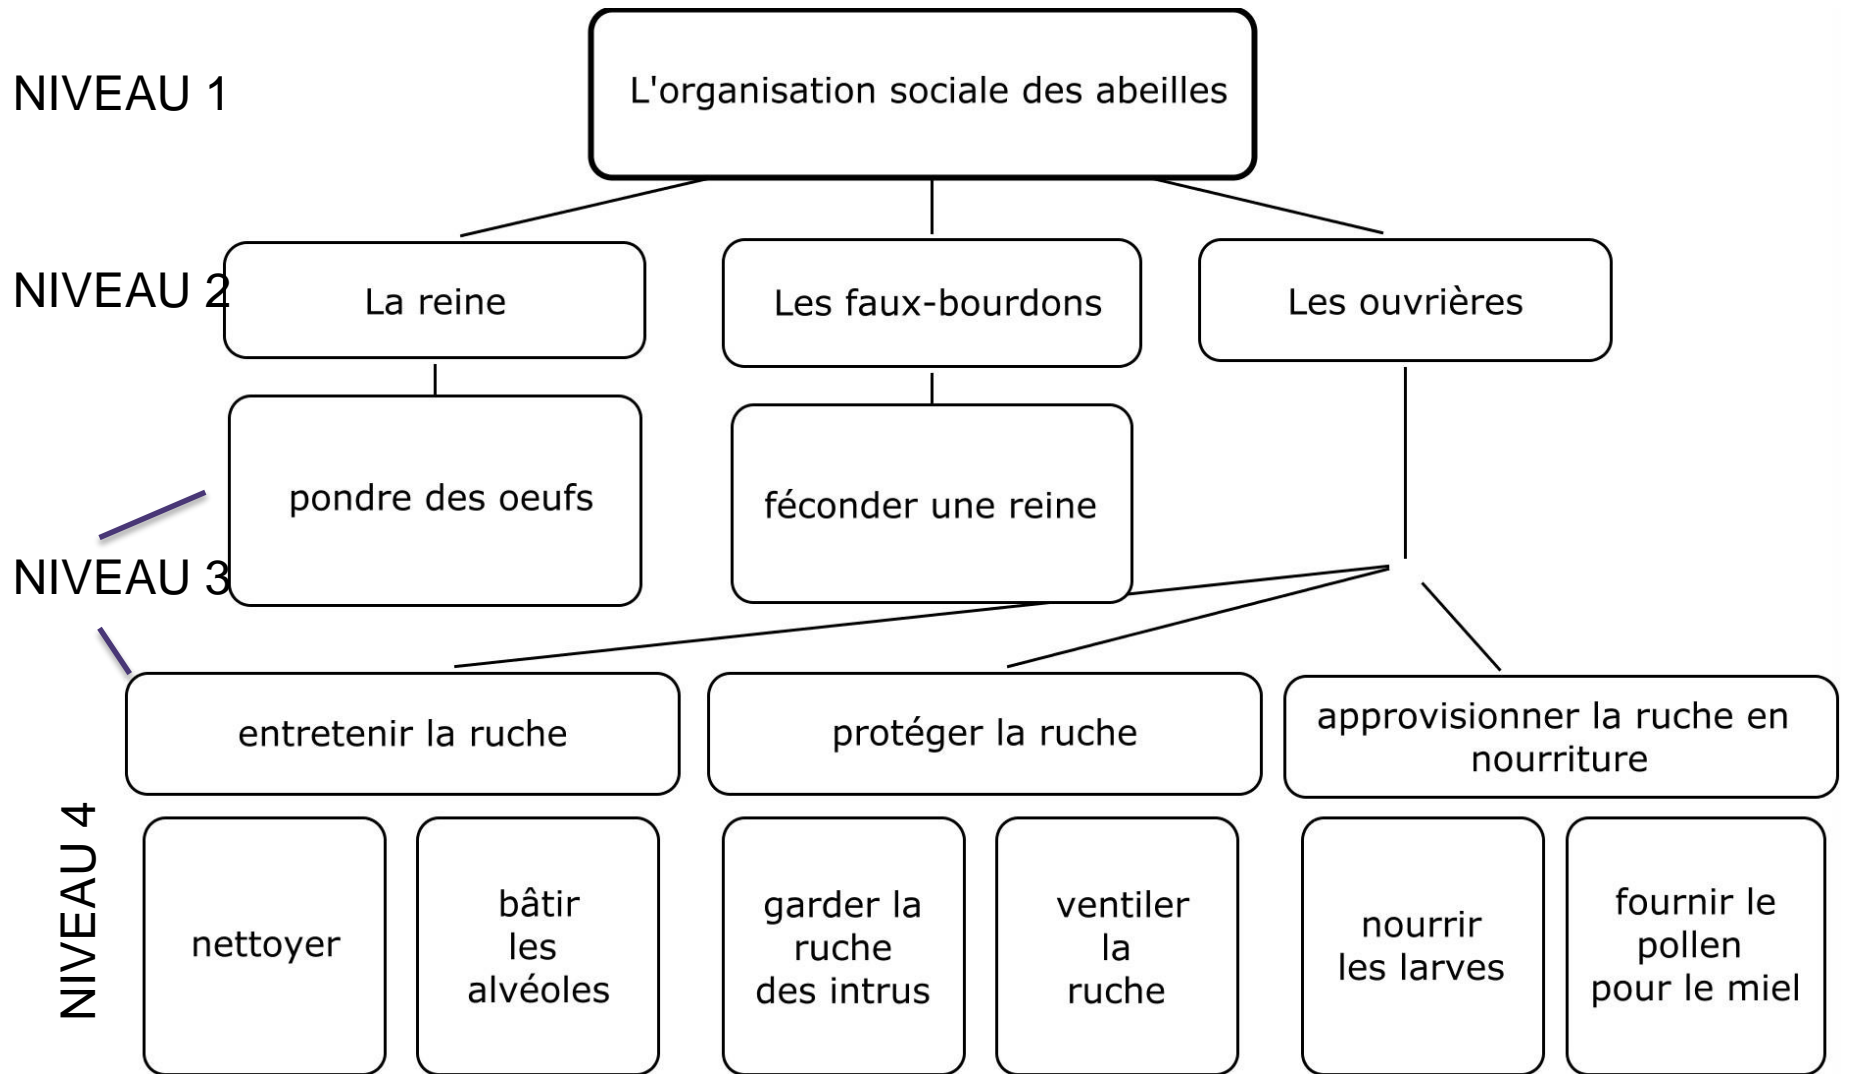 NIVEAU 1
L'organisation sociale des abeilles
NIVEAU 2
La reine
Les faux-bourdons
Les ouvrières
pondre des oeufs
féconder une reine
NIVEAU 3
entretenir la ruche
protéger la ruche
approvisionner la ruche en
nourriture
NIVEAU 4
nettoyer
bâtir
les
alvéoles
garder la
ruche
des intrus
ventiler
la
ruche
nourrir
les larves
fournir le
pollen
pour le miel